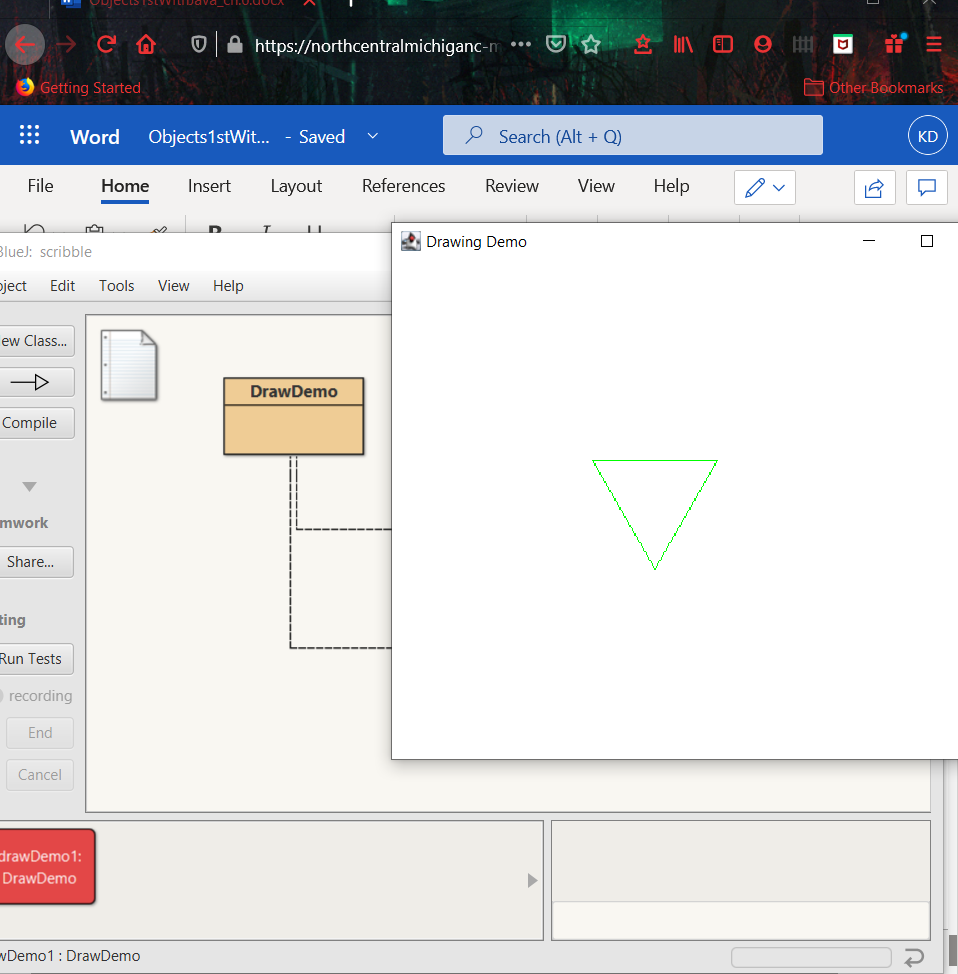 Objects1stWithJava_ch.6.docx
https://northcentralmichiganc-m
Getting Started
Other Bookmarks
Word
Objects1stWit... - Saved
Search (Alt + Q)
KD
File
Home
Insert
Layout
References
Review
View
Help
BlueJ: scribble
Drawing Demo
oject
Edit
Tools
View
Help
ew Class...
Compile
DrawDemo
mwork
Share...
ting
Run Tests
recording
End
Cancel
drawDemo1:
DrawDemo
wDemo1 : DrawDemo